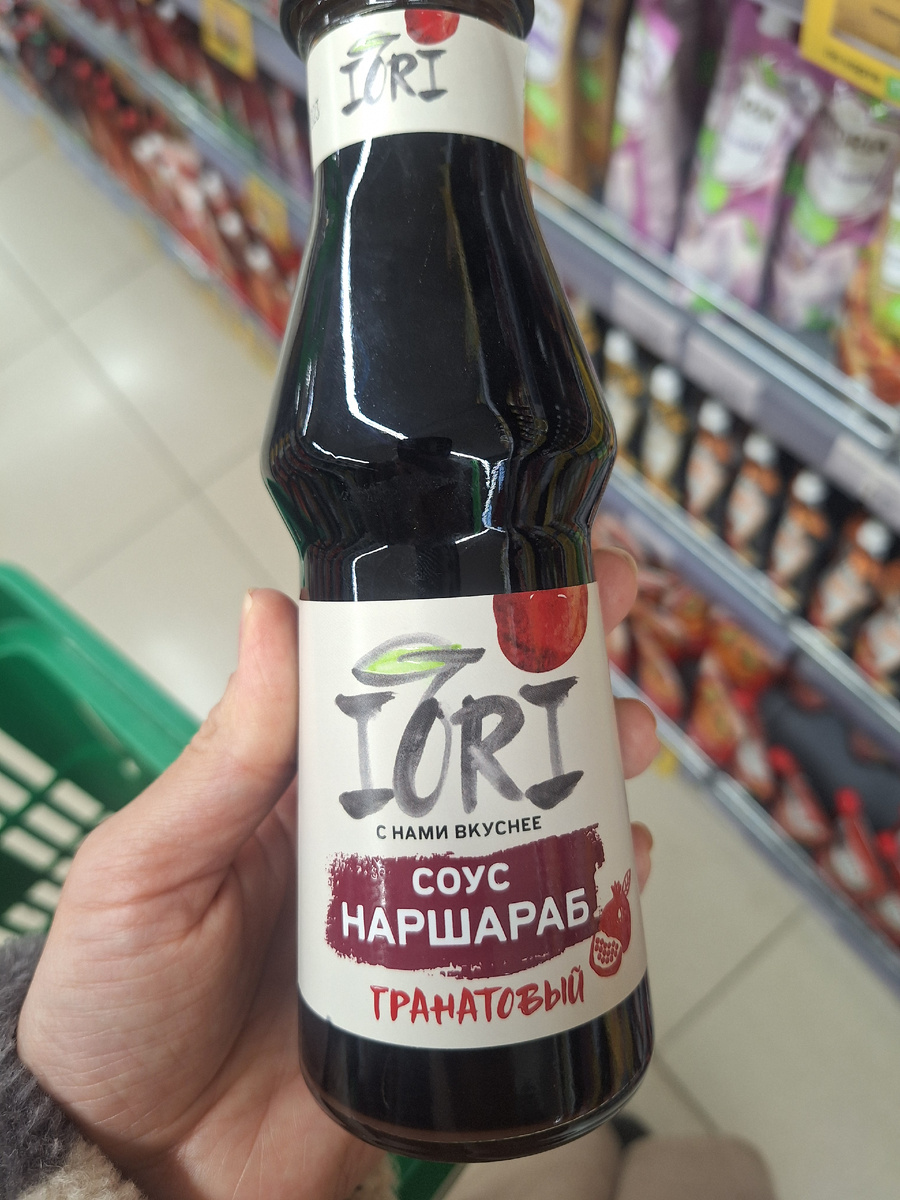 IORI
IORI
С НАМИ ВКУСНЕЕ
СОУС
НАРШАРАБ
ГРАНАТОВЫЙ